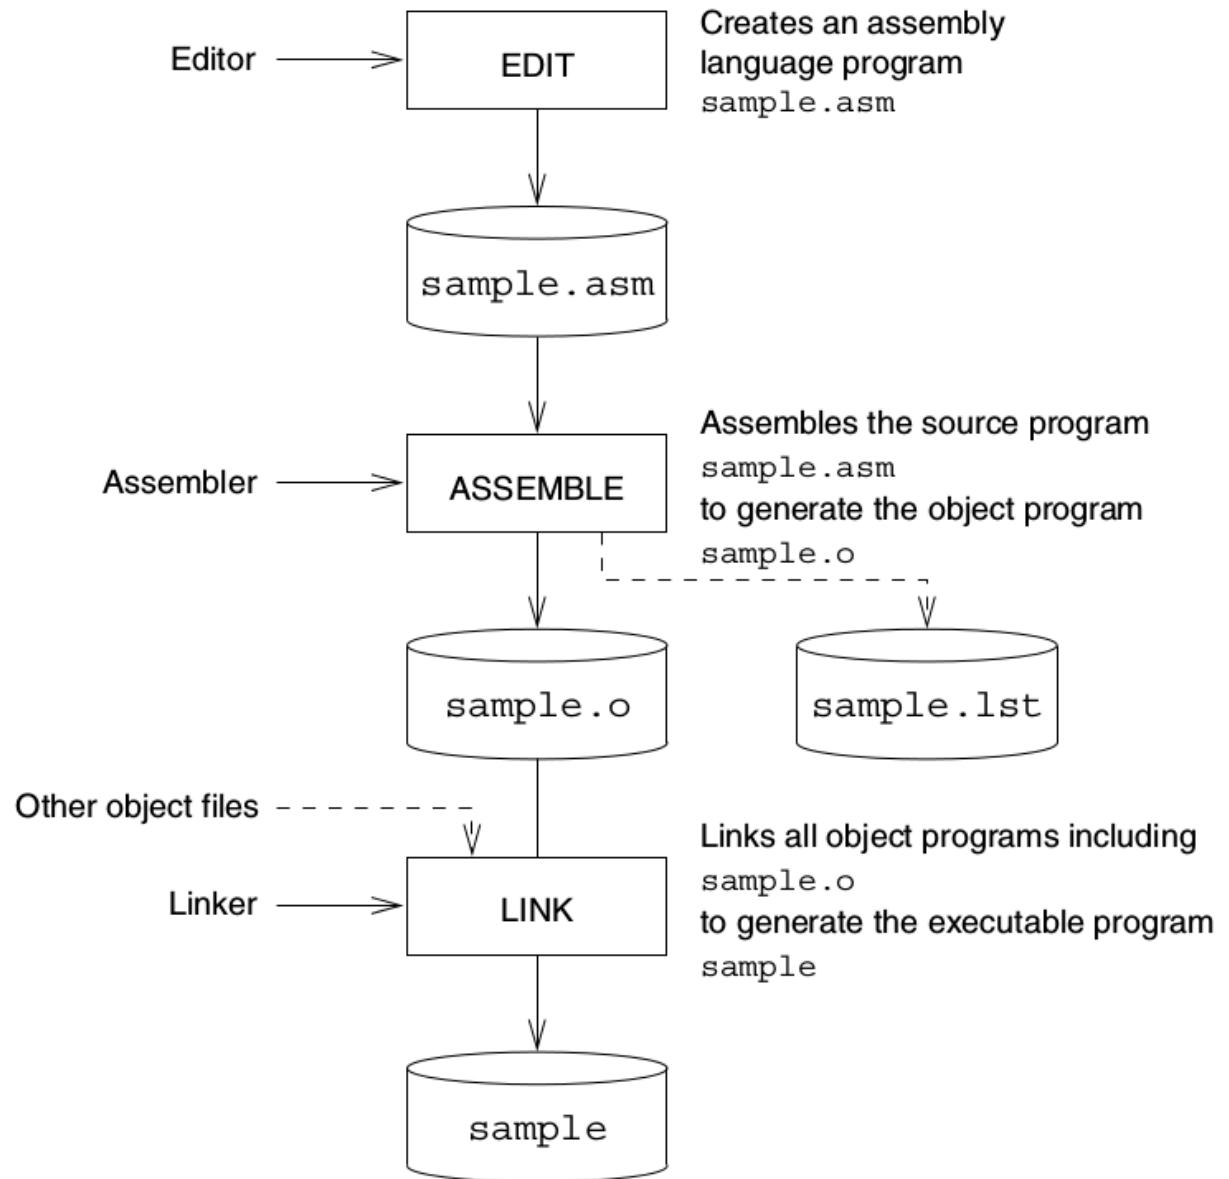 Editor
EDIT
Creates an assembly
language program
sample.asm
sample.asm
Assembler
ASSEMBLE
Assembles the source program
sample.asm
to generate the object program
sample.o
sample.o
sample.lst
Other object files
Linker
LINK
Links all object programs including
sample.o
to generate the executable program
sample
sample